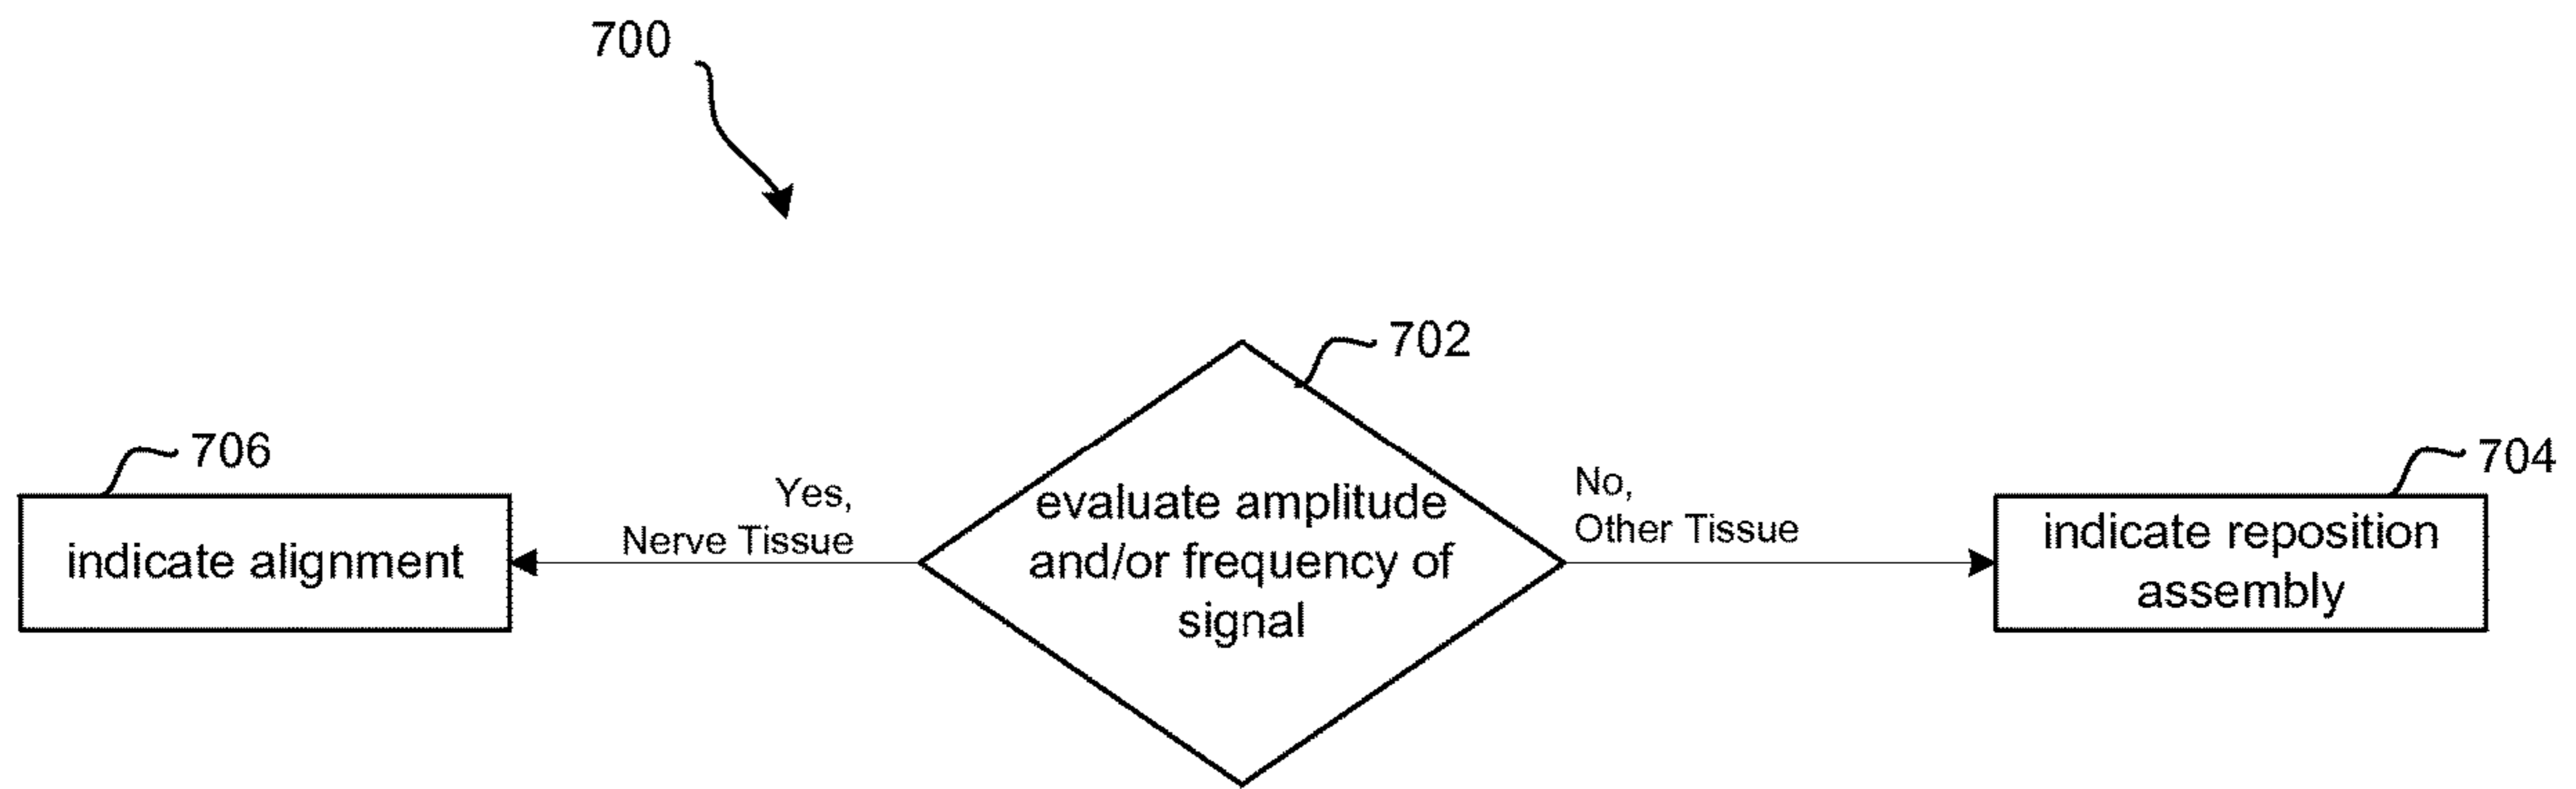 700
702
706
704
Yes,
Nerve Tissue
No,
Other Tissue
evaluate amplitude
and/or frequency of
signal
indicate alignment
indicate reposition
assembly